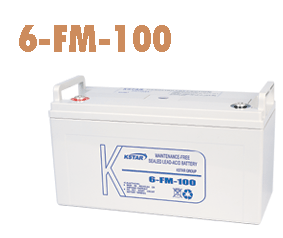 6-FM-100
KSTAR
MAINTENANCE-FREE
SEALED LEAD-ACID BATTERY
KSTAR GROUP
K
6-FM-100